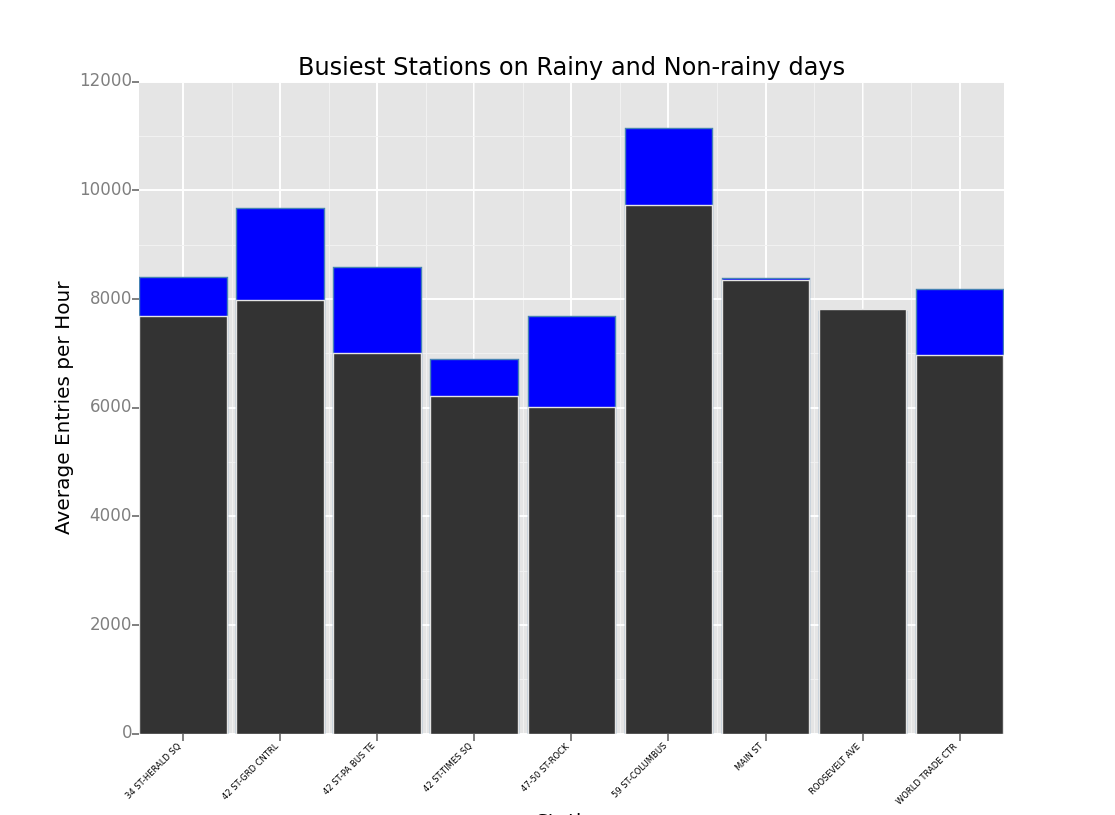 Busiest Stations on Rainy and Non-rainy days
Average Entries per Hour
12000
10000
8000
6000
4000
2000
0
34 ST-HERALD SQ
42 ST-GRD CNTRL
42 ST-PA BUS TE
42 ST-TIMES SQ
47-50 ST-ROCK
59 ST-COLUMBUS
MAIN ST
ROOSEVELT AVE
WORLD TRADE CTR